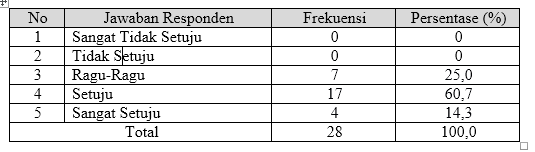 No Jawaban Responden Frekuensi Persentase (%)
1 Sangat Tidak Setuju 0 0
2 Tidak Setuju 0 0
3 Ragu-Ragu 7 25,0
4 Setuju 17 60,7
5 Sangat Setuju 4 14,3
Total 28 100,0